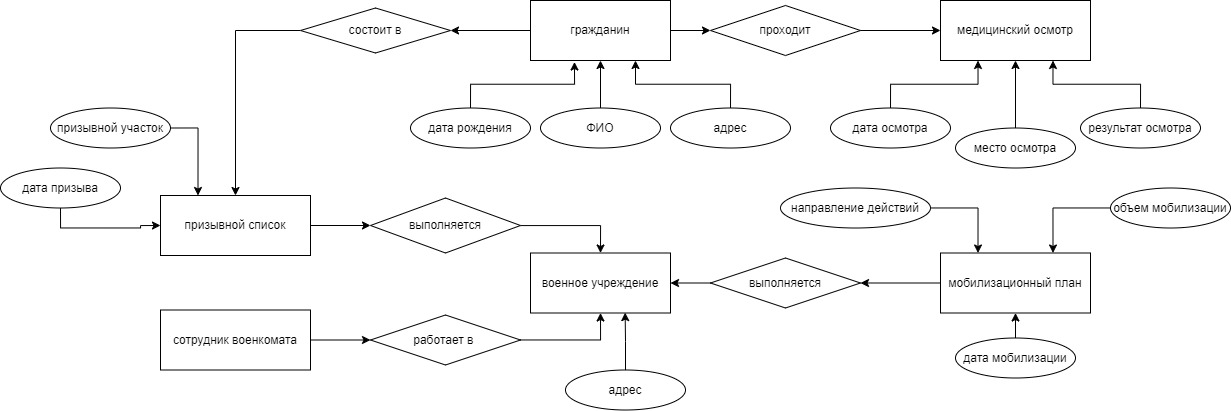 состоит в
гражданин
проходит
медицинский осмотр
призывной участок
дата рождения
ФИО
адрес
дата осмотра
место осмотра
результат осмотра
дата призыва
призывной список
выполняется
направление действий
объем мобилизации
военное учреждение
выполняется
мобилизационный план
сотрудник военкомата
работает в
адрес
дата мобилизации